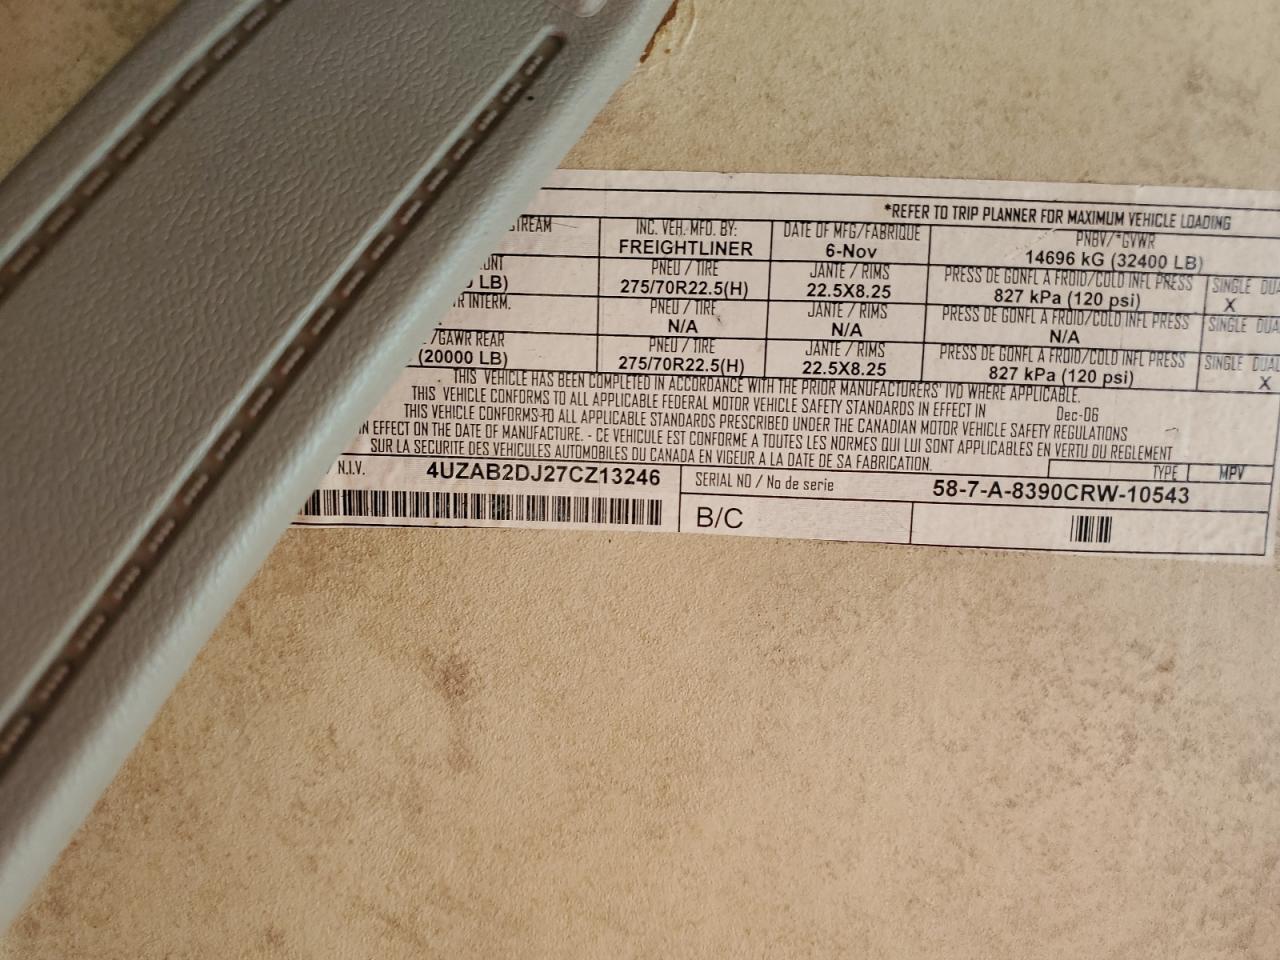 *REFER TO TRIP PLANNER FOR MAXIMUM VEHICLE LOADING
INC. VEH. MFD. BY: DATE OF MFG/FABRIQUE PNBV/*GVWR
FREIGHTLINER 6-Nov 14696 kG (32400 LB)
PNEU / TIRE JANTE / RIMS PRESS DE GONFL A FROID/COLD INFL PRESS SINGLE
LB) 275/70R22.5(H) 22.5X8.25 827 kPa (120 psi) X
INTERM. PNEU / TIRE JANTE / RIMS PRESS DE GONFL A FROID/COLD INFL PRESS SINGLE
N/A N/A N/A
/GAWR REAR PNEU / TIRE JANTE / RIMS PRESS DE GONFL A FROID/COLD INFL PRESS SINGLE DUAL
(20000 LB) 275/70R22.5(H) 22.5X8.25 827 kPa (120 psi) X
THIS VEHICLE HAS BEEN COMPLETED IN ACCORDANCE WITH THE PRIOR MANUFACTURERS' IVD WHERE APPLICABLE.
THIS VEHICLE CONFORMS TO ALL APPLICABLE FEDERAL MOTOR VEHICLE SAFETY STANDARDS IN EFFECT IN Dec-06
THIS VEHICLE CONFORMS TO ALL APPLICABLE STANDARDS PRESCRIBED UNDER THE CANADIAN MOTOR VEHICLE SAFETY REGULATIONS
IN EFFECT ON THE DATE OF MANUFACTURE. - CE VEHICULE EST CONFORME A TOUTES LES NORMES QUI LUI SONT APPLICABLES EN VERTU DU REGLEMENT
SUR LA SECURITE DES VEHICULES AUTOMOBILES DU CANADA EN VIGEUR A LA DATE DE SA FABRICATION. TYPE MPV
/ N.I.V. 4UZAB2DJ27CZ13246 SERIAL NO / No de serie 58-7-A-8390CRW-10543
B/C